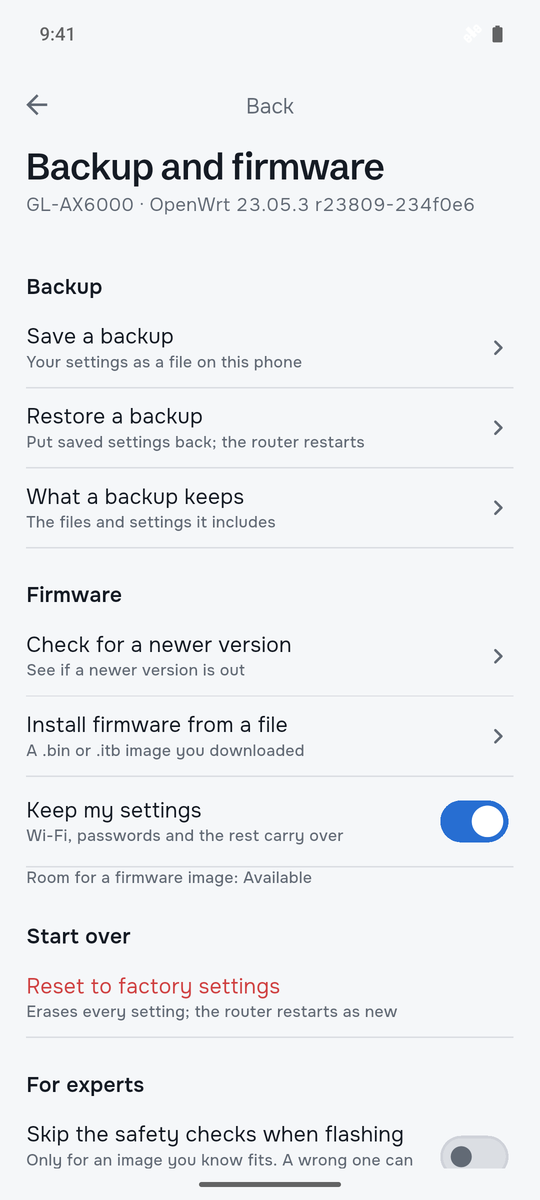 9:41
Back
Backup and firmware
GL-AX6000 · OpenWrt 23.05.3 r23809-234f0e6
Backup
Save a backup
Your settings as a file on this phone
Restore a backup
Put saved settings back; the router restarts
What a backup keeps
The files and settings it includes
Firmware
Check for a newer version
See if a newer version is out
Install firmware from a file
A .bin or .itb image you downloaded
Keep my settings
Wi-Fi, passwords and the rest carry over
Room for a firmware image: Available
Start over
Reset to factory settings
Erases every setting; the router restarts as new
For experts
Skip the safety checks when flashing
Only for an image you know fits. A wrong one can